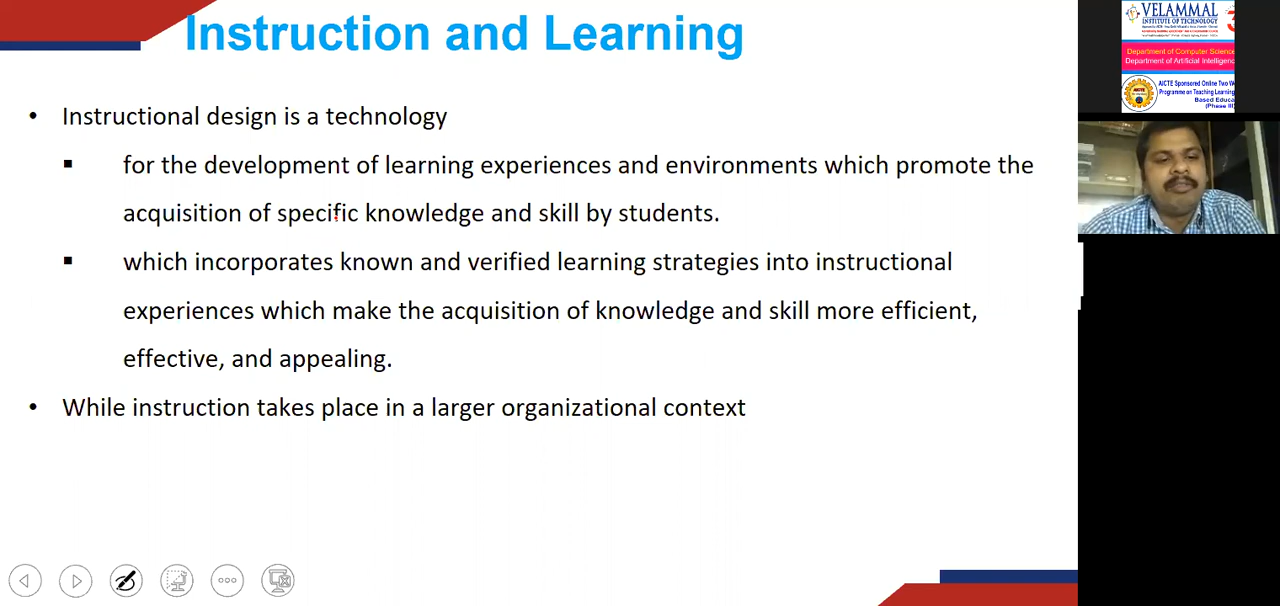 Instruction and Learning
• Instructional design is a technology
▪ for the development of learning experiences and environments which promote the
acquisition of specific knowledge and skill by students.
▪ which incorporates known and verified learning strategies into instructional
experiences which make the acquisition of knowledge and skill more efficient,
effective, and appealing.
• While instruction takes place in a larger organizational context
VELAMMAL
INSTITUTE OF TECHNOLOGY
Department of Computer Science
Department of Artificial Intelligenc
AICTE Sponsored Online Two W
Programme on Teaching Learning
Based Educa
(Phase III)